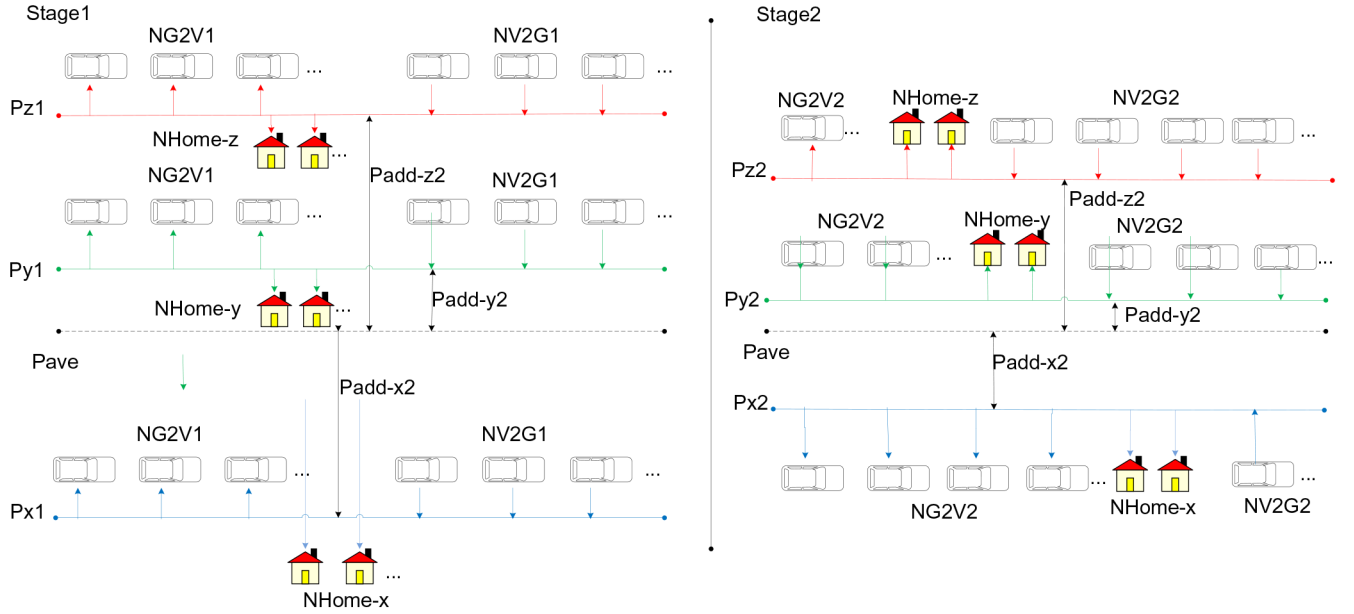 Stage1
NG2V1
NV2G1
...
...
Pz1
NHome-z
...
Padd-z2
NG2V1
NV2G1
...
...
Py1
NHome-y
...
Padd-y2
Pave
Padd-x2
NG2V1
NV2G1
...
...
Px1
...
NHome-x
Stage2
NG2V2
NHome-z
NV2G2
...
...
Pz2
Padd-z2
NG2V2
NHome-y
NV2G2
...
...
Py2
Padd-y2
Pave
Padd-x2
Px2
...
...
NG2V2
NHome-x
NV2G2